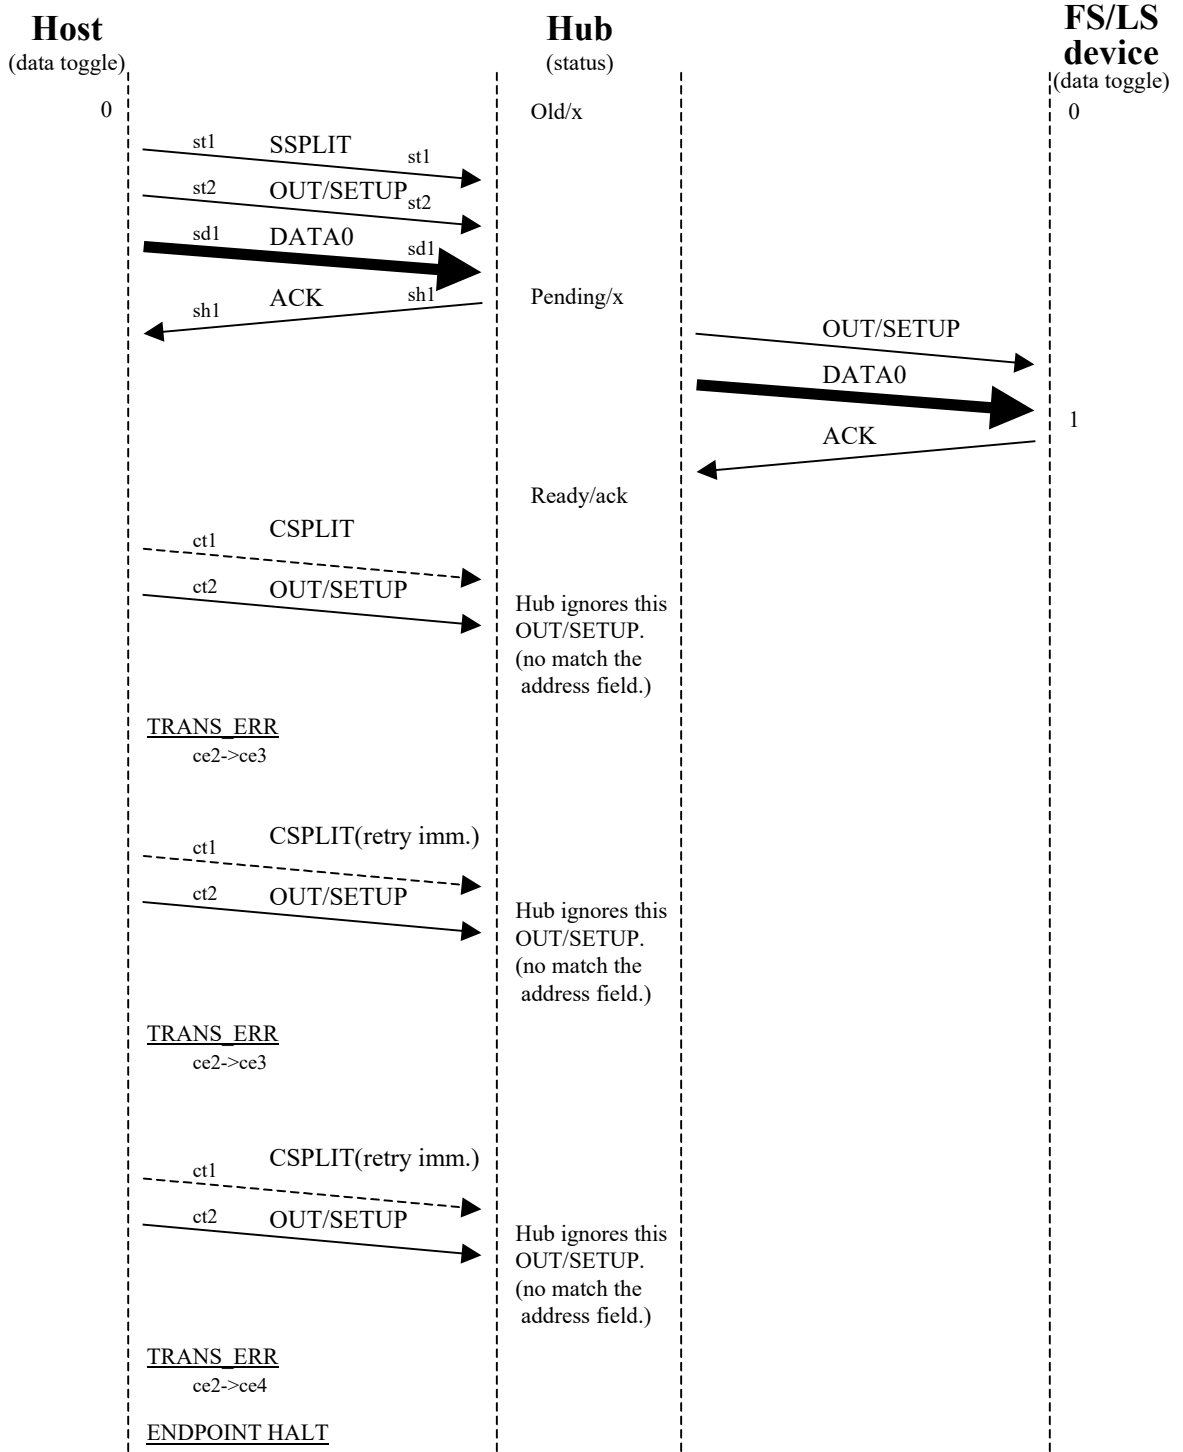 Host
(data toggle)
Hub
(status)
FS/LS
device
(data toggle)
0
Old/x
0
st1
SSPLIT
st1
st2
OUT/SETUP
st2
sd1
DATA0
sd1
sh1
ACK
sh1
Pending/x
OUT/SETUP
DATA0
1
ACK
Ready/ack
ct1
CSPLIT
ct2
OUT/SETUP
Hub ignores this
OUT/SETUP.
(no match the
address field.)
TRANS_ERR
ce2->ce3
ct1
CSPLIT(retry imm.)
ct2
OUT/SETUP
Hub ignores this
OUT/SETUP.
(no match the
address field.)
TRANS_ERR
ce2->ce3
ct1
CSPLIT(retry imm.)
ct2
OUT/SETUP
Hub ignores this
OUT/SETUP.
(no match the
address field.)
TRANS_ERR
ce2->ce4
ENDPOINT HALT